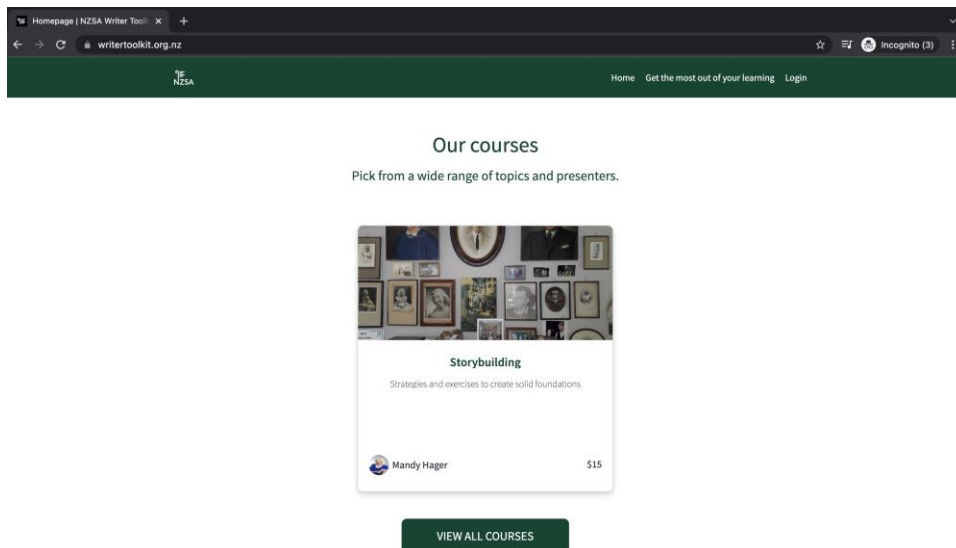 Homepage | NZSA Writer Tool
writertoolkit.org.nz
Incognito (3)
NZSA
Home Get the most out of your learning Login
Our courses
Pick from a wide range of topics and presenters.
Storybuilding
Strategies and exercises to create solid foundations
Mandy Hager $15
VIEW ALL COURSES